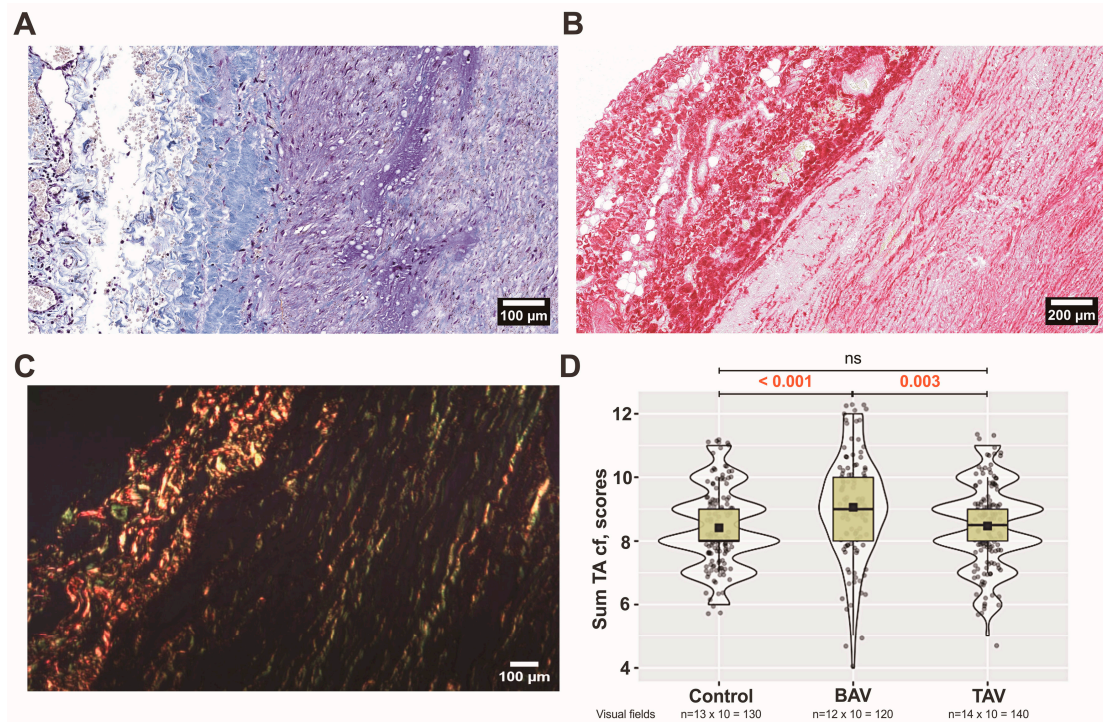 A
B
100 µm
200 µm
C
D
100 µm
ns
< 0.001
0.003
Sum TA cf, scores
12
10
8
6
4
Control
BAV
TAV
Visual fields
n=13 x 10 = 130
n=12 x 10 = 120
n=14 x 10 = 140